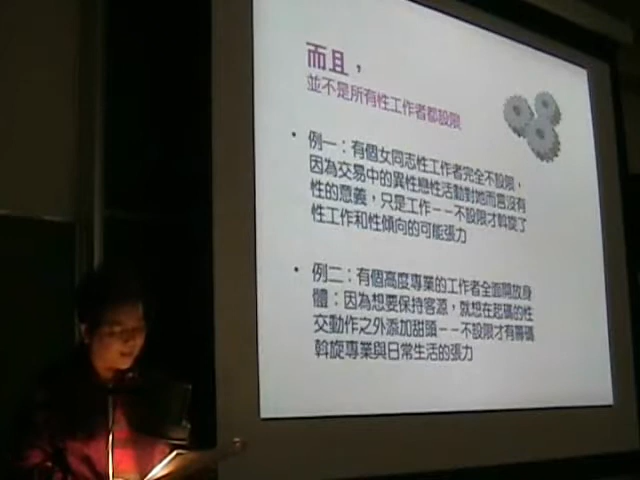 而且，
並不是所有性工作者都設限
• 例一：有個女同志性工作者完全不設限，
因為交易中的異性戀性活動對她而言沒有
性的意義，只是工作－－不設限才斡旋了
性工作和性傾向的可能張力
• 例二：有個高度專業的工作者全面開放身
體：因為想要保持客源，就想在起碼的性
交動作之外添加甜頭－－不設限才有籌碼
斡旋專業與日常生活的張力